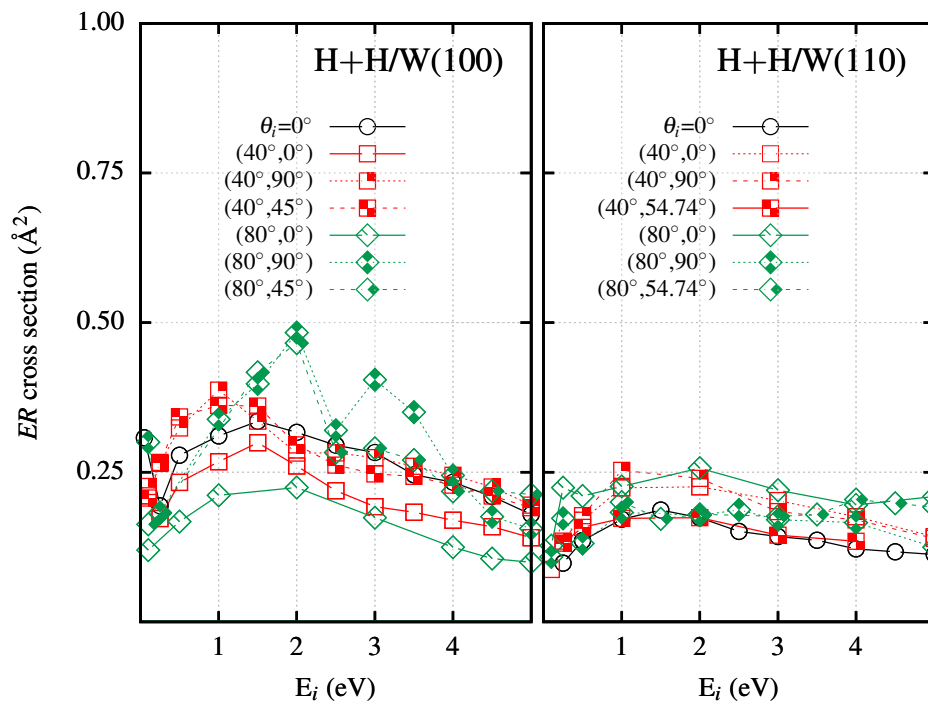 H+H/W(100)
θi=0°
(40°,0°)
(40°,90°)
(40°,45°)
(80°,0°)
(80°,90°)
(80°,45°)
H+H/W(110)
θi=0°
(40°,0°)
(40°,90°)
(40°,54.74°)
(80°,0°)
(80°,90°)
(80°,54.74°)
1.00
0.75
0.50
0.25
ER cross section (Å²)
1 2 3 4
1 2 3 4
Ei (eV)
Ei (eV)